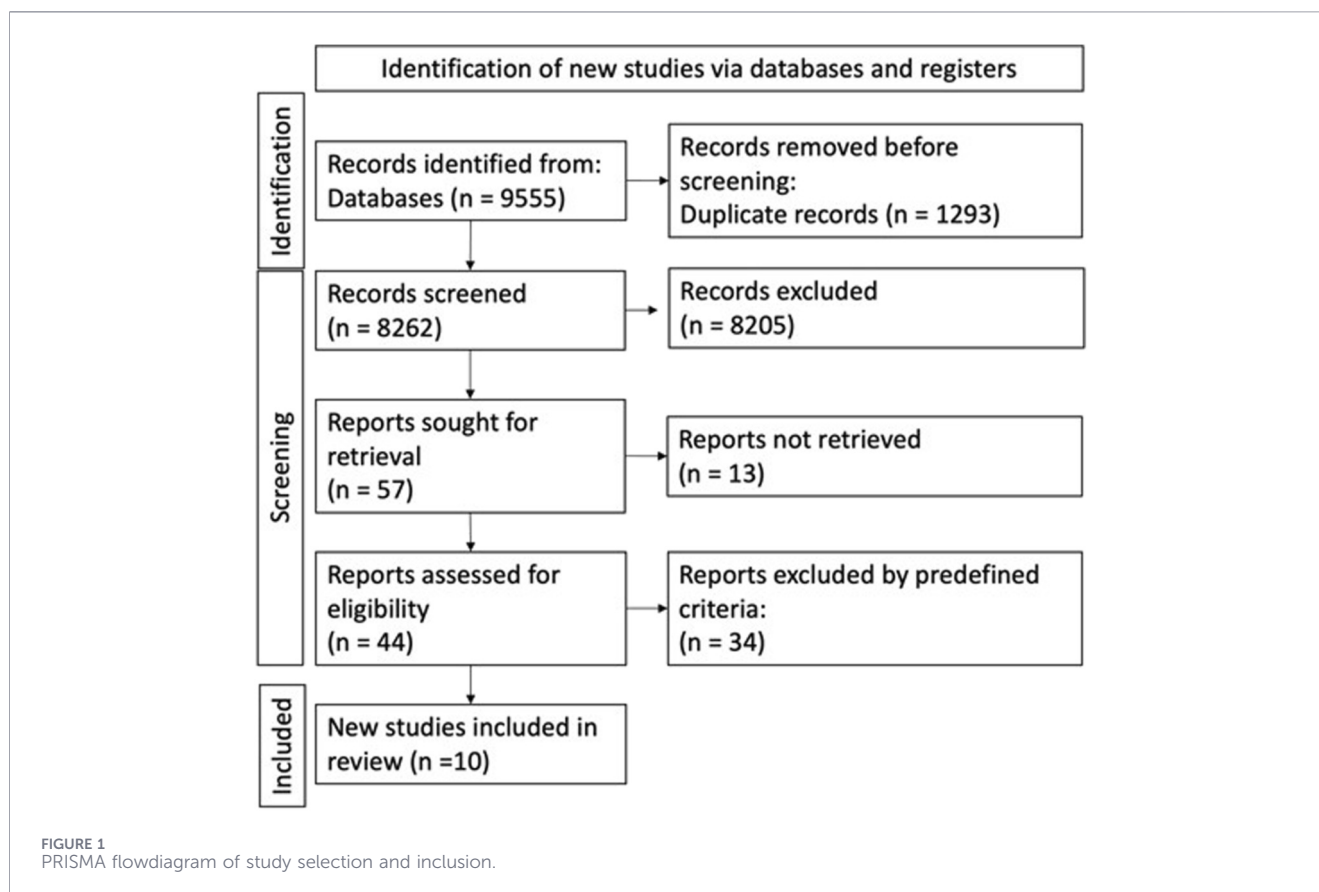 Identification of new studies via databases and registers
Identification
Records identified from:
Databases (n = 9555)
Records removed before
screening:
Duplicate records (n = 1293)
Screening
Records screened
(n = 8262)
Records excluded
(n = 8205)
Reports sought for
retrieval
(n = 57)
Reports not retrieved
(n = 13)
Reports assessed for
eligibility
(n = 44)
Reports excluded by predefined
criteria:
(n = 34)
Included
New studies included in
review (n =10)
FIGURE 1
PRISMA flowdiagram of study selection and inclusion.